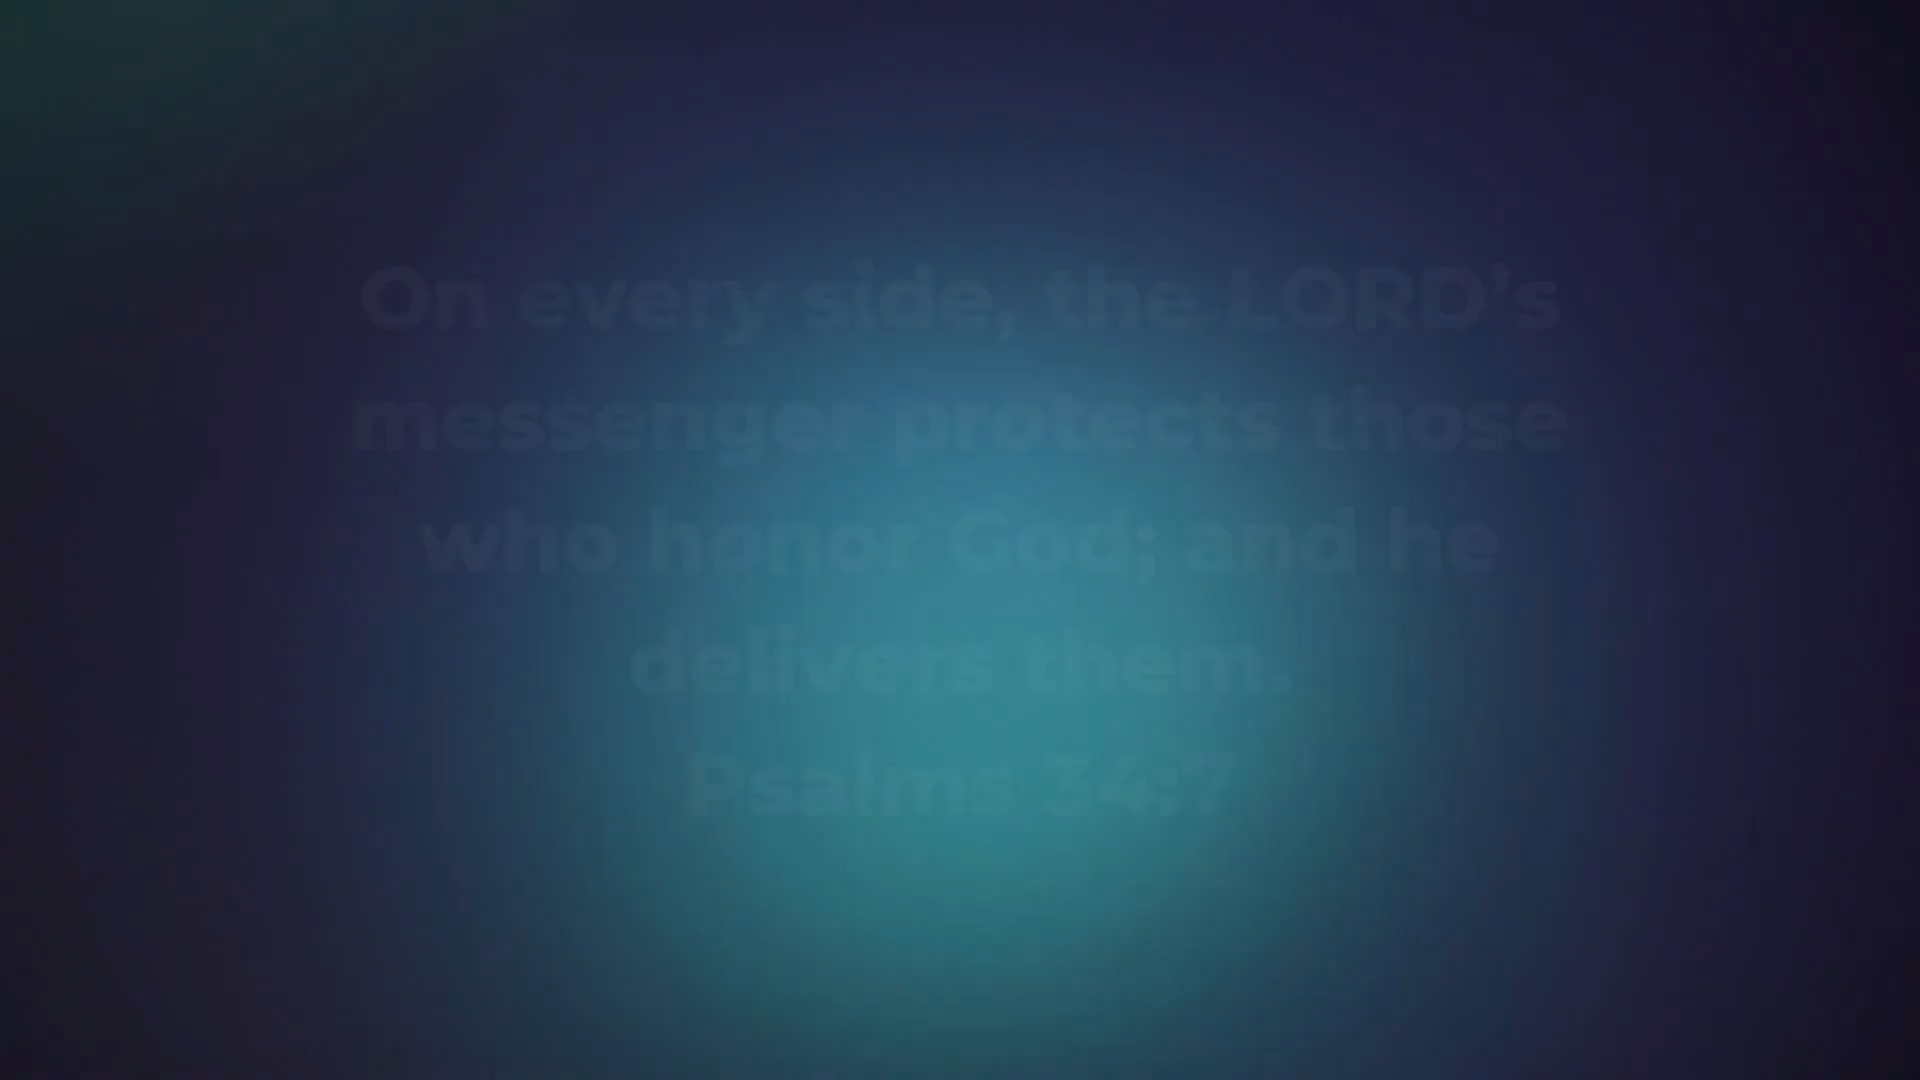 On every side, the LORD's
messenger protects those
who honor God; and he
delivers them.
Psalms 34:7